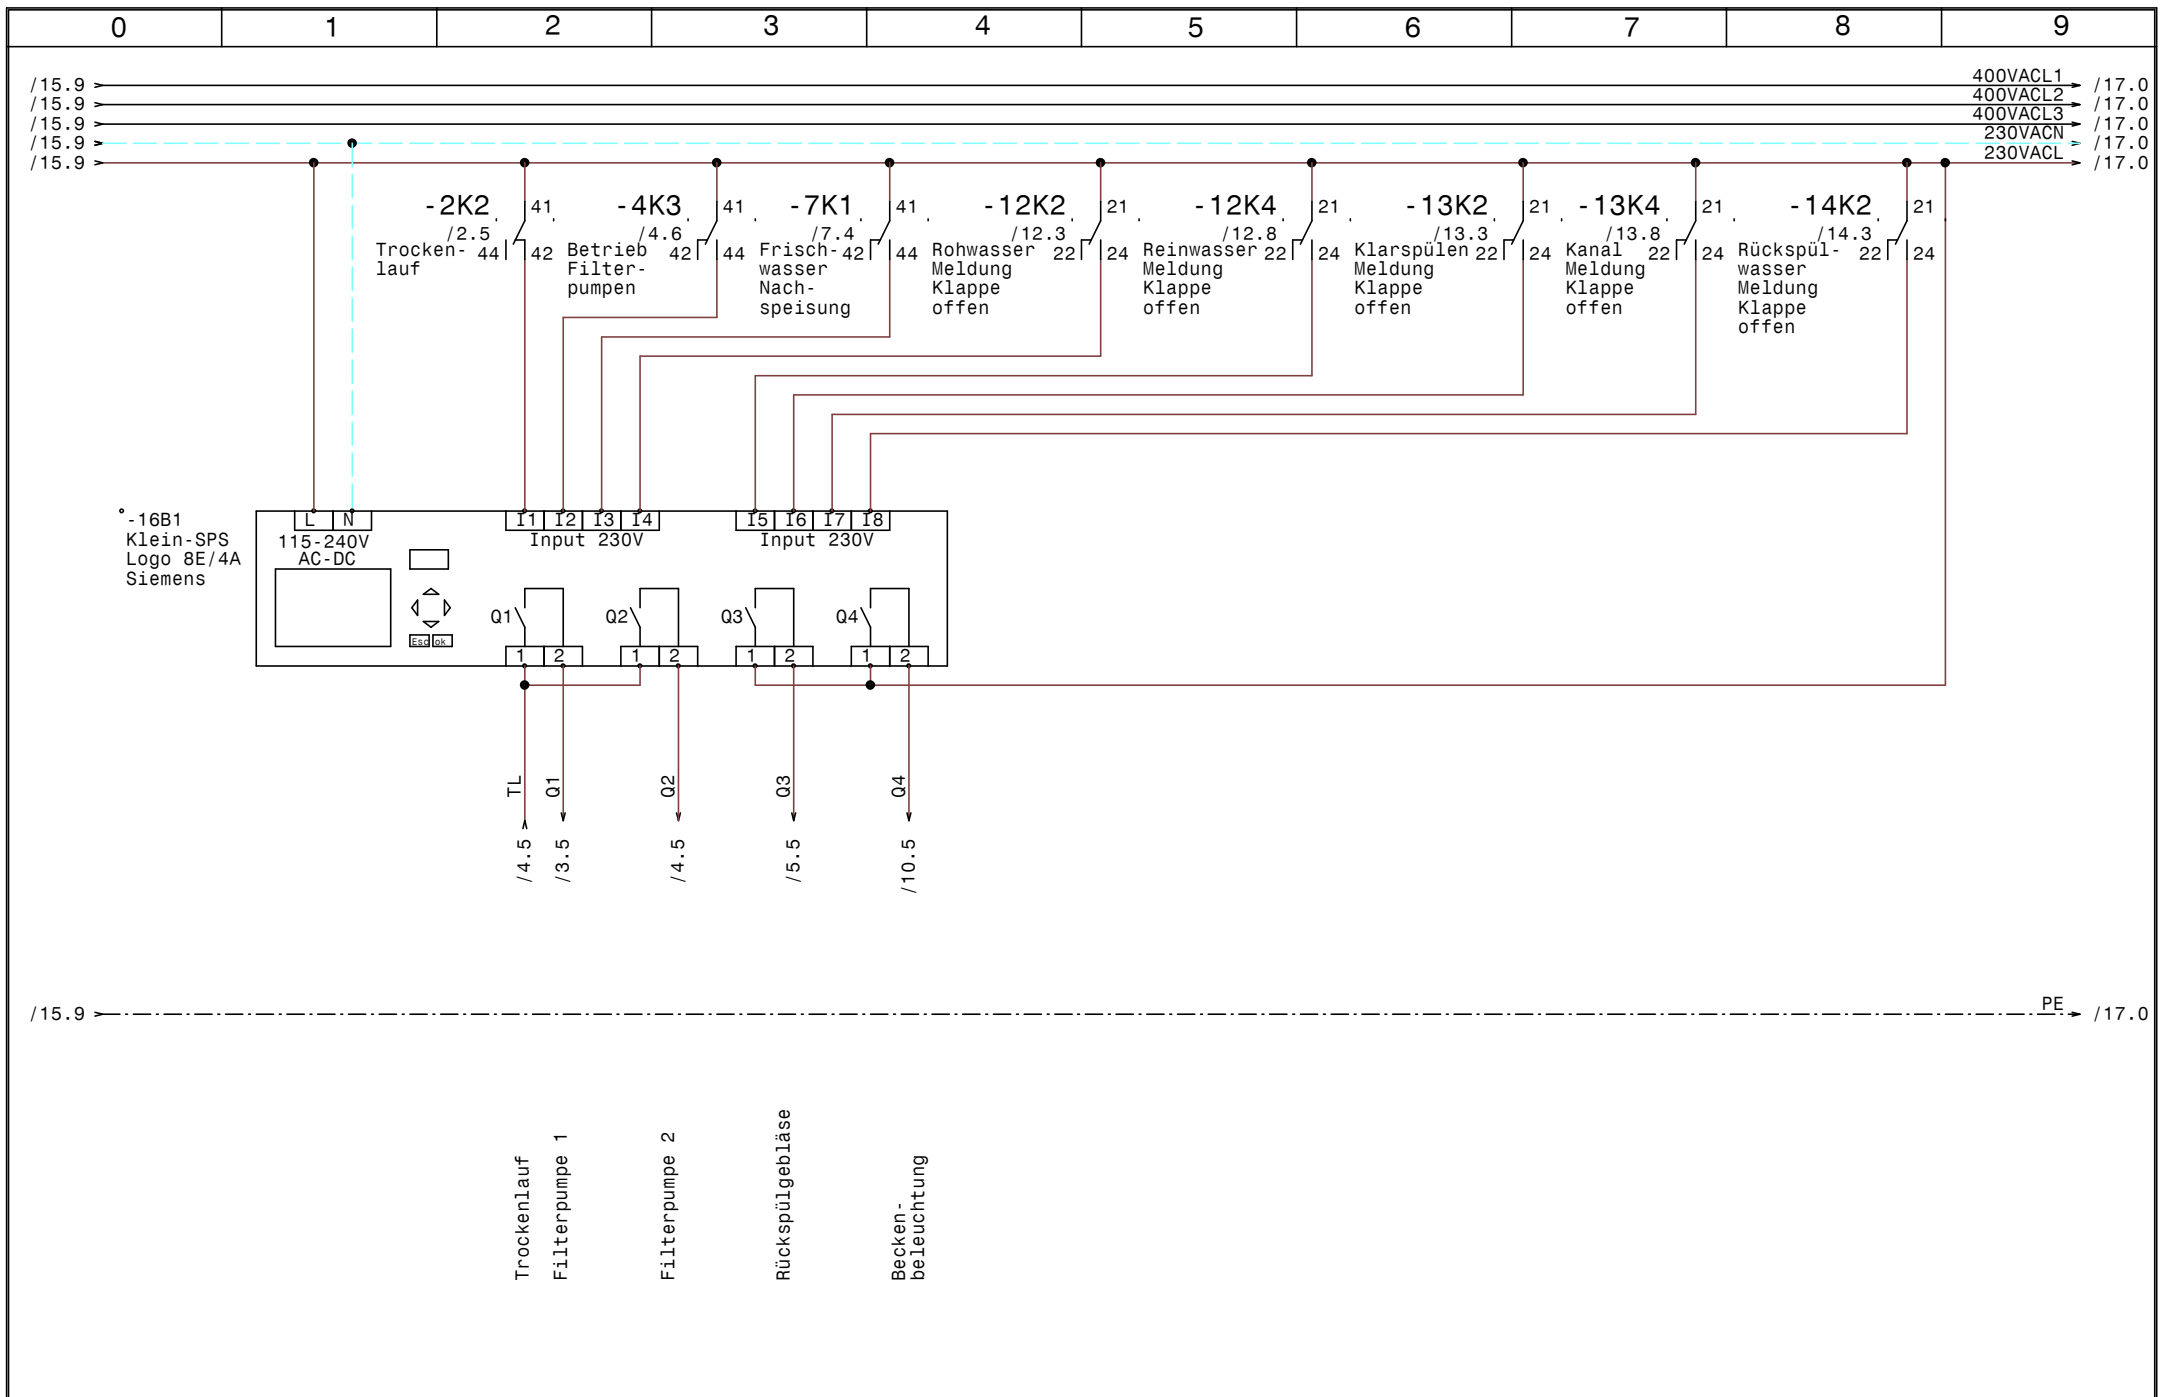 0 1 2 3 4 5 6 7 8 9
/15.9 400VACL1 /17.0
/15.9 400VACL2 /17.0
/15.9 400VACL3 /17.0
/15.9 230VACN /17.0
/15.9 230VACL /17.0
-2K2 41
/2.5
Trocken- 44 42
lauf
-4K3 41
/4.6
Betrieb 42 44
Filter-
pumpen
-7K1 41
/7.4
Frisch- 42 44
wasser
Nach-
speisung
-12K2 21
/12.3
Rohwasser 22 24
Meldung
Klappe
offen
-12K4 21
/12.8
Reinwasser 22 24
Meldung
Klappe
offen
-13K2 21
/13.3
Klarspülen 22 24
Meldung
Klappe
offen
-13K4 21
/13.8
Kanal 22 24
Meldung
Klappe
offen
-14K2 21
/14.3
Rückspül- 22 24
wasser
Meldung
Klappe
offen
-16B1
Klein-SPS
Logo 8E/4A
Siemens
L N I1 I2 I3 I4 I5 I6 I7 I8
115-240V Input 230V Input 230V
AC-DC
Q1 Q2 Q3 Q4
Esc ok
1 2 1 2 1 2 1 2
TL Q1 Q2 Q3 Q4
/4.5 /3.5 /4.5 /5.5 /10.5
/15.9 PE /17.0
Trockenlauf
Filterpumpe 1
Filterpumpe 2
Rückspülgebläse
Becken-
beleuchtung